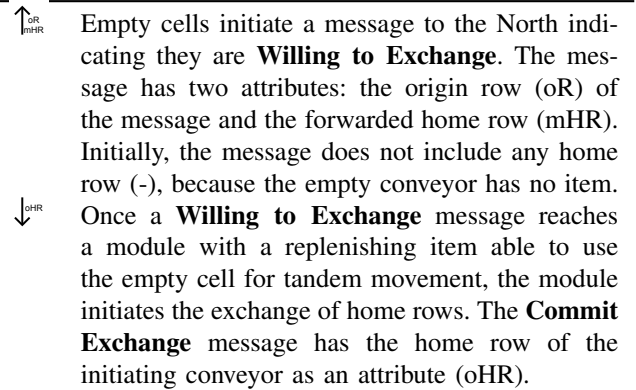 oR
mHR
Empty cells initiate a message to the North indi-
cating they are Willing to Exchange. The mes-
sage has two attributes: the origin row (oR) of
the message and the forwarded home row (mHR).
Initially, the message does not include any home
row (-), because the empty conveyor has no item.
oHR
Once a Willing to Exchange message reaches
a module with a replenishing item able to use
the empty cell for tandem movement, the module
initiates the exchange of home rows. The Commit
Exchange message has the home row of the
initiating conveyor as an attribute (oHR).